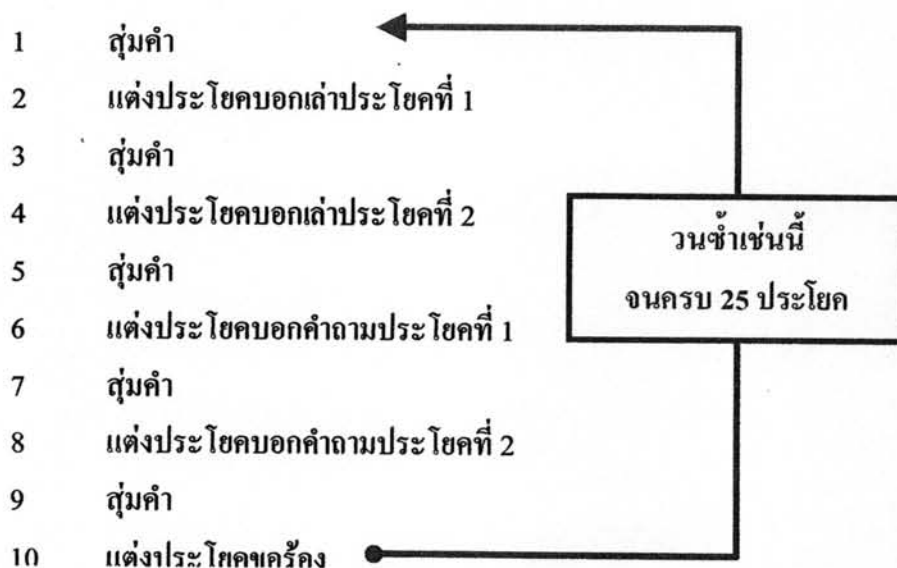 1 สุ่มคำ
2 แต่งประโยคบอกเล่าประโยคที่ 1
3 สุ่มคำ
4 แต่งประโยคบอกเล่าประโยคที่ 2
5 สุ่มคำ
6 แต่งประโยคบอกคำถามประโยคที่ 1
7 สุ่มคำ
8 แต่งประโยคบอกคำถามประโยคที่ 2
9 สุ่มคำ
10 แต่งประโยคขอร้อง
วนซ้ำเช่นนี้
จนครบ 25 ประโยค